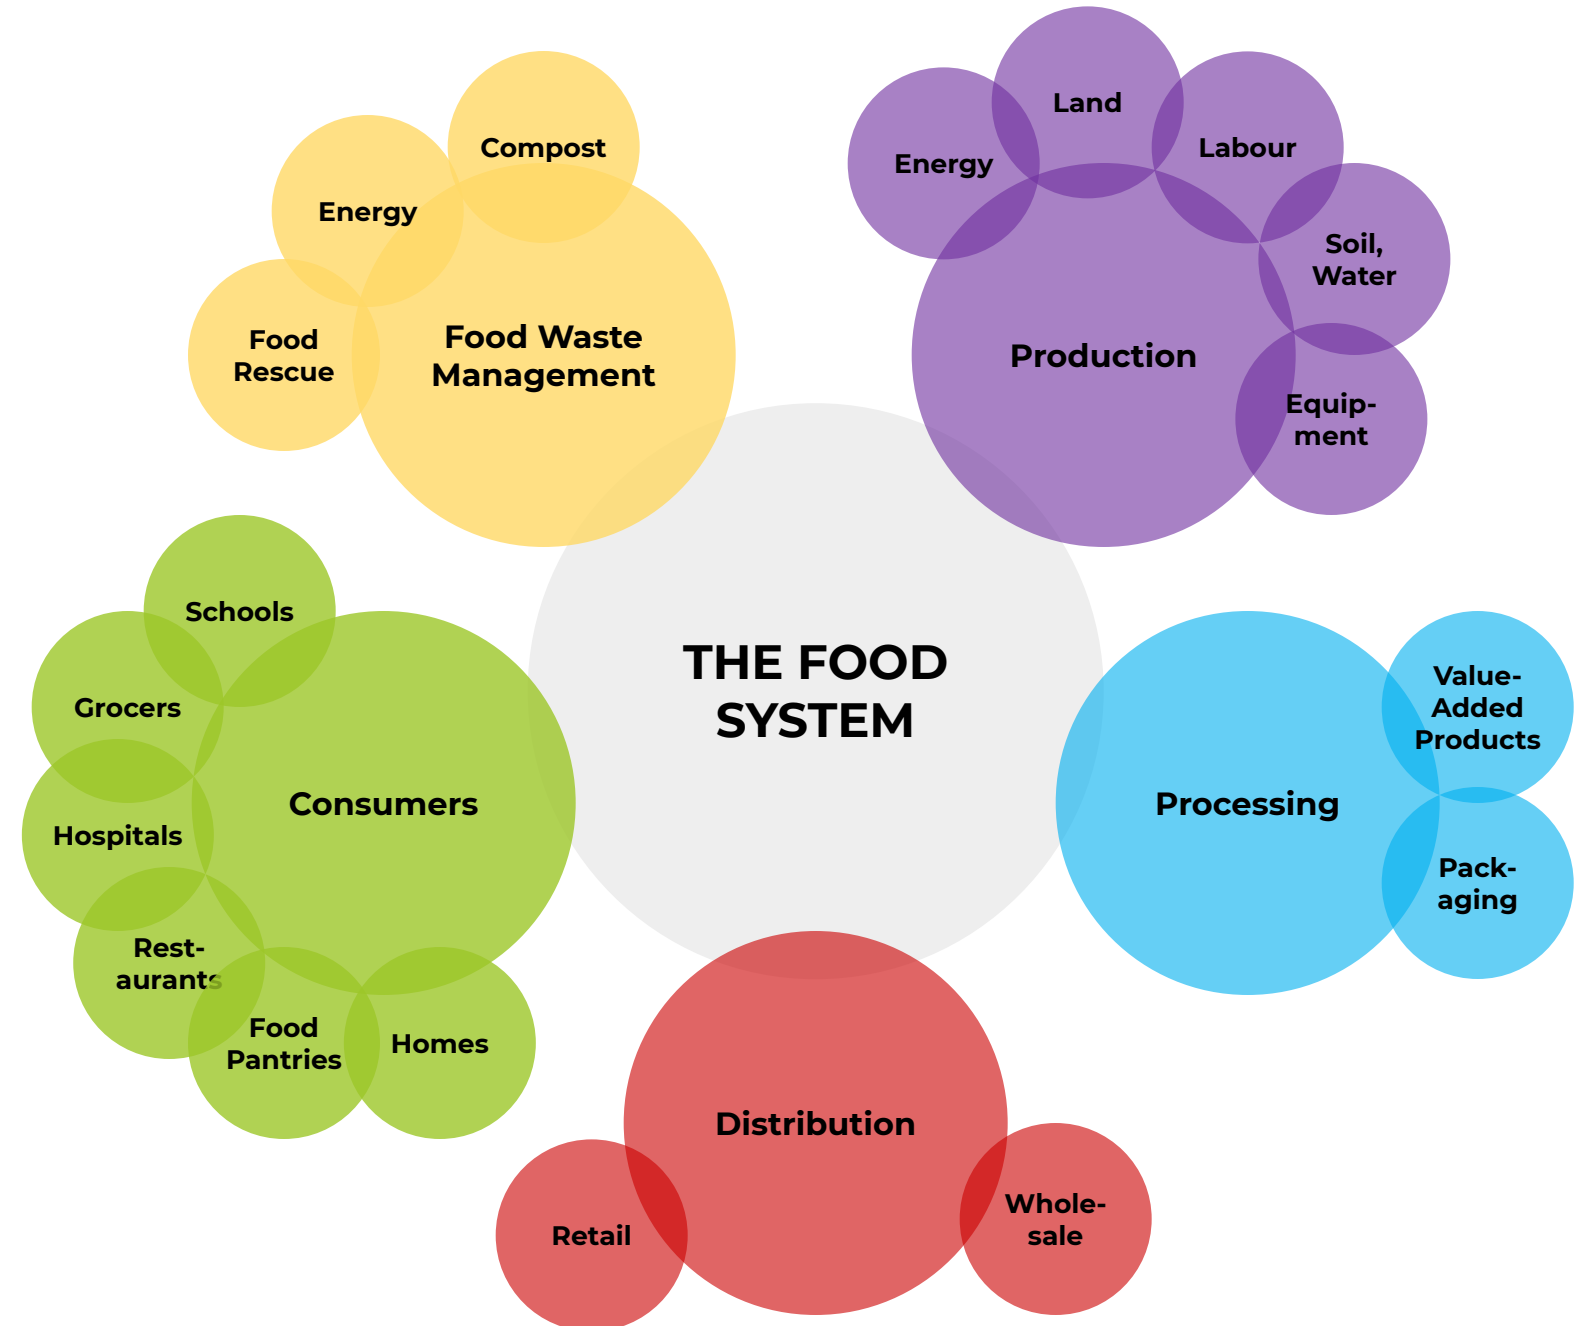 Land
Compost
Labour
Energy
Energy
Soil,
Water
Food Waste
Management
Food
Rescue
Production
Equip-
ment
Schools
THE FOOD
SYSTEM
Value-
Added
Products
Grocers
Consumers
Processing
Hospitals
Pack-
aging
Rest-
aurants
Food
Pantries
Homes
Distribution
Retail
Whole-
sale